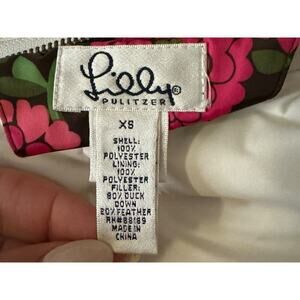 Lilly®
PULITZER
XS
SHELL:
100%
POLYESTER
LINING:
100%
POLYESTER
FILLER:
80% DUCK
DOWN
20% FEATHER
RN#88189
MADE IN
CHINA